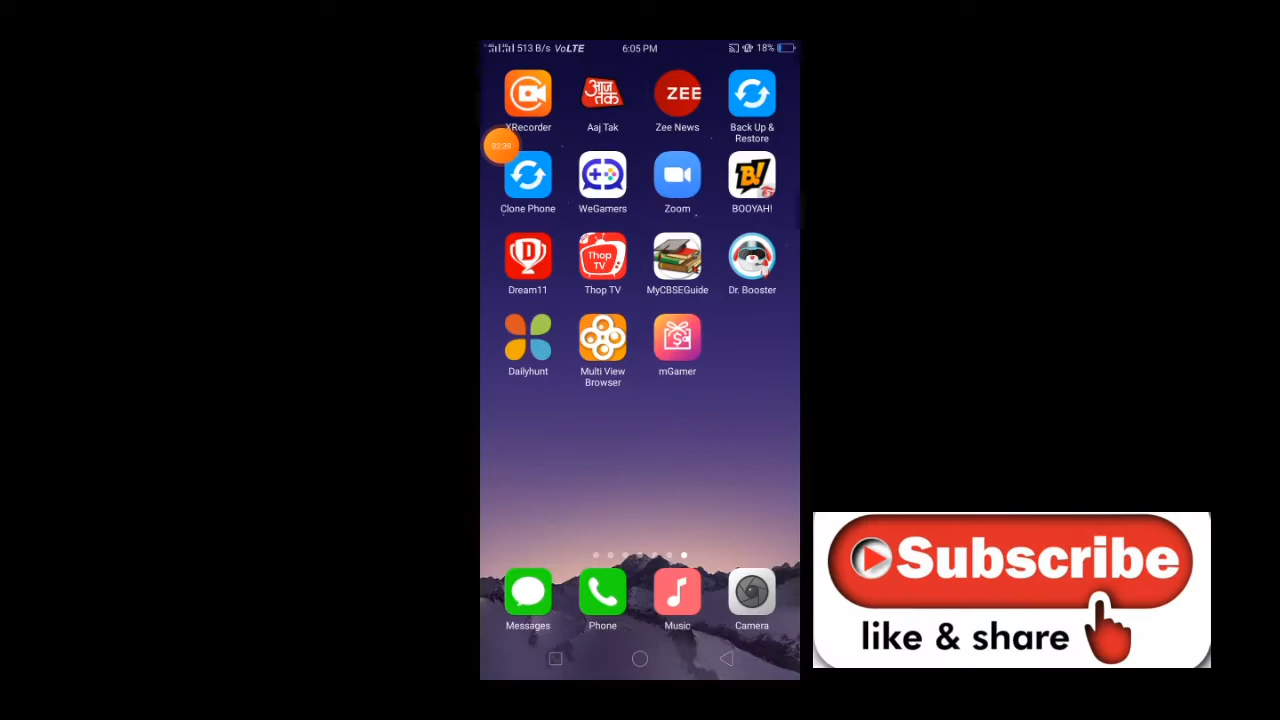 513 B/s VoLTE 6:05 PM 18%
आज तक ZEE
XRecorder Aaj Tak Zee News Back Up &
Restore
02:39
B!
Clone Phone WeGamers Zoom BOOYAH!
D Thop
TV
Dream11 Thop TV MyCBSEGuide Dr. Booster
$
Dailyhunt Multi View mGamer
Browser
Messages Phone Music Camera
Subscribe
like & share